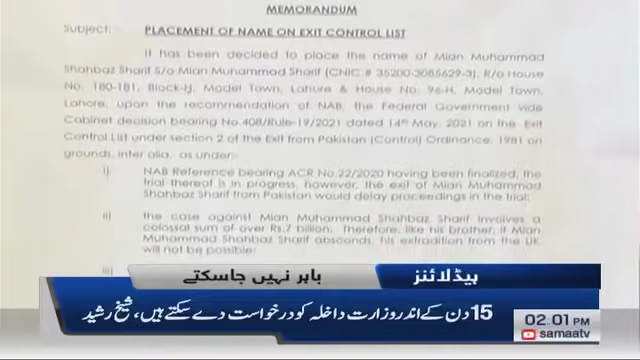 MEMORANDUM
Subject: PLACEMENT OF NAME ON EXIT CONTROL LIST
It has been decided to place the name of Mian Muhammad
Shahbaz Sharif S/o Mian Muhammad Sharif (CNIC # 35200-3085629-3), R/o House
No. 180-181, Block-H, Model Town, Lahore & House No. 96-H, Model Town,
Lahore, upon the recommendation of NAB, the Federal Government vide
Cabinet decision bearing No.408/Rule-19/2021 dated 14th May, 2021 on the Exit
Control List under section 2 of the Exit from Pakistan (Control) Ordinance, 1981 on
grounds, inter alia, as under:-
i) NAB Reference bearing ACR No.22/2020 having been finalized, the
trial thereof is in progress, however, the exit of Mian Muhammad
Shahbaz Sharif from Pakistan would delay proceedings in the trial;
ii) the case against Mian Muhammad Shahbaz Sharif involves a
colossal sum of over Rs.7 billion. Therefore, like his brother, if Mian
Muhammad Shahbaz Sharif absconds, his extradition from the UK
will not be possible;
iii)
ہیڈلائنز
باہر نہیں جاسکتے
15 دن کے اندر وزارت داخلہ کو درخواست دے سکتے ہیں، شیخ رشید
02:01 PM
samaatv